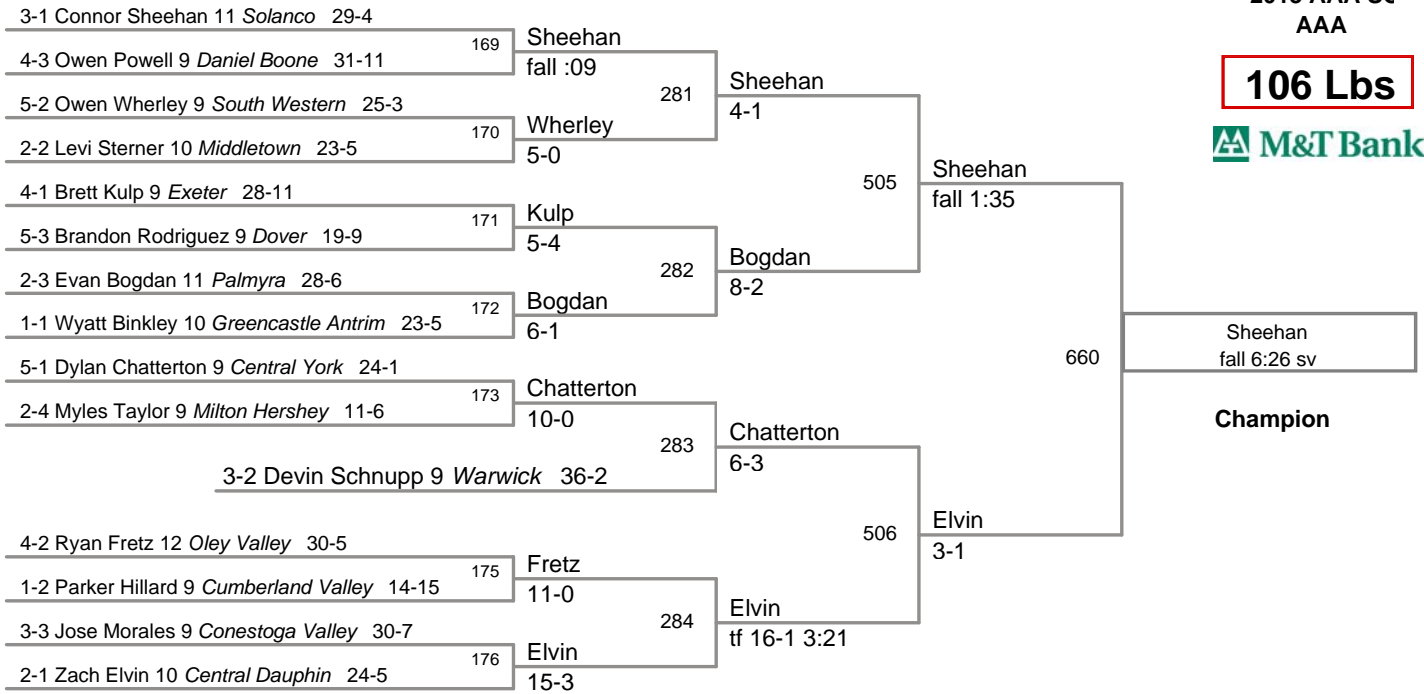 2018 AAA
AAA
106 Lbs
M&T Bank
3-1 Connor Sheehan 11 Solanco 29-4
169
Sheehan
4-3 Owen Powell 9 Daniel Boone 31-11
fall :09
281
Sheehan
4-1
5-2 Owen Wherley 9 South Western 25-3
170
Wherley
2-2 Levi Sterner 10 Middletown 23-5
5-0
505
Sheehan
fall 1:35
4-1 Brett Kulp 9 Exeter 28-11
171
Kulp
5-3 Brandon Rodriguez 9 Dover 19-9
5-4
282
Bogdan
8-2
2-3 Evan Bogdan 11 Palmyra 28-6
172
Bogdan
1-1 Wyatt Binkley 10 Greencastle Antrim 23-5
6-1
660
Sheehan
fall 6:26 sv
Champion
5-1 Dylan Chatterton 9 Central York 24-1
173
Chatterton
2-4 Myles Taylor 9 Milton Hershey 11-6
10-0
283
Chatterton
6-3
3-2 Devin Schnupp 9 Warwick 36-2
506
Elvin
3-1
4-2 Ryan Fretz 12 Oley Valley 30-5
175
Fretz
1-2 Parker Hillard 9 Cumberland Valley 14-15
11-0
284
Elvin
tf 16-1 3:21
3-3 Jose Morales 9 Conestoga Valley 30-7
176
Elvin
2-1 Zach Elvin 10 Central Dauphin 24-5
15-3